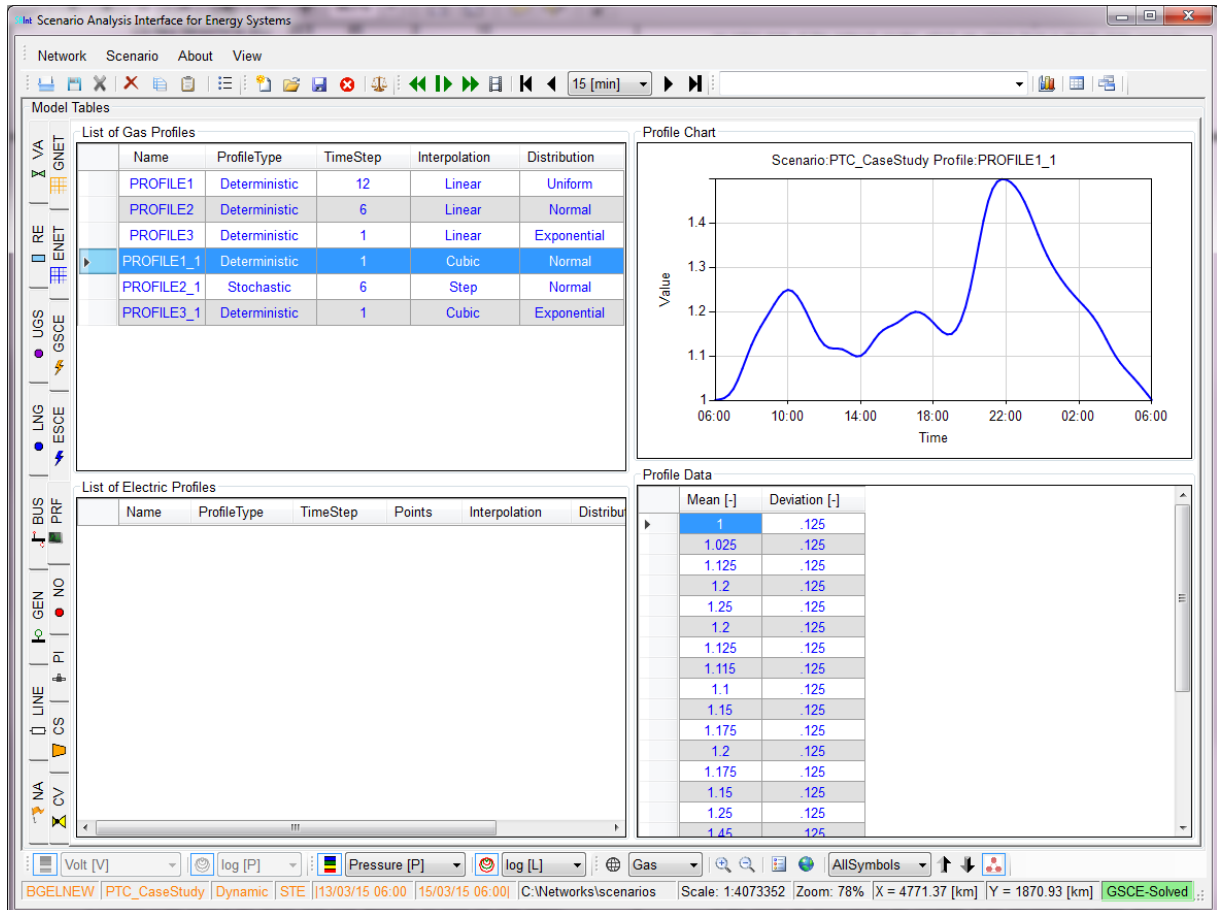 Int Scenario Analysis Interface for Energy Systems
Network Scenario About View
15 [min]
Model Tables
VA GNET
RE ENET
UGS GSCE
LNG ESCE
BUS PRF
GEN NO
PI
LINE CS
NA CV
List of Gas Profiles
Name ProfileType TimeStep Interpolation Distribution
PROFILE1 Deterministic 12 Linear Uniform
PROFILE2 Deterministic 6 Linear Normal
PROFILE3 Deterministic 1 Linear Exponential
PROFILE1_1 Deterministic 1 Cubic Normal
PROFILE2_1 Stochastic 6 Step Normal
PROFILE3_1 Deterministic 1 Cubic Exponential
Profile Chart
Scenario:PTC_CaseStudy Profile:PROFILE1_1
Value
1.4
1.3
1.2
1.1
1
06:00 10:00 14:00 18:00 22:00 02:00 06:00
Time
List of Electric Profiles
Name ProfileType TimeStep Points Interpolation Distribut
Profile Data
Mean [-] Deviation [-]
1 .125
1.025 .125
1.125 .125
1.2 .125
1.25 .125
1.2 .125
1.125 .125
1.115 .125
1.1 .125
1.15 .125
1.175 .125
1.2 .125
1.175 .125
1.15 .125
1.25 .125
1.45 .125
Volt [V] log [P] Pressure [P] log [L] Gas AllSymbols
BGELNEW PTC_CaseStudy Dynamic STE |13/03/15 06:00 15/03/15 06:00| C:\Networks\scenarios Scale: 1:4073352 Zoom: 78% X = 4771.37 [km] Y = 1870.93 [km] GSCE-Solved